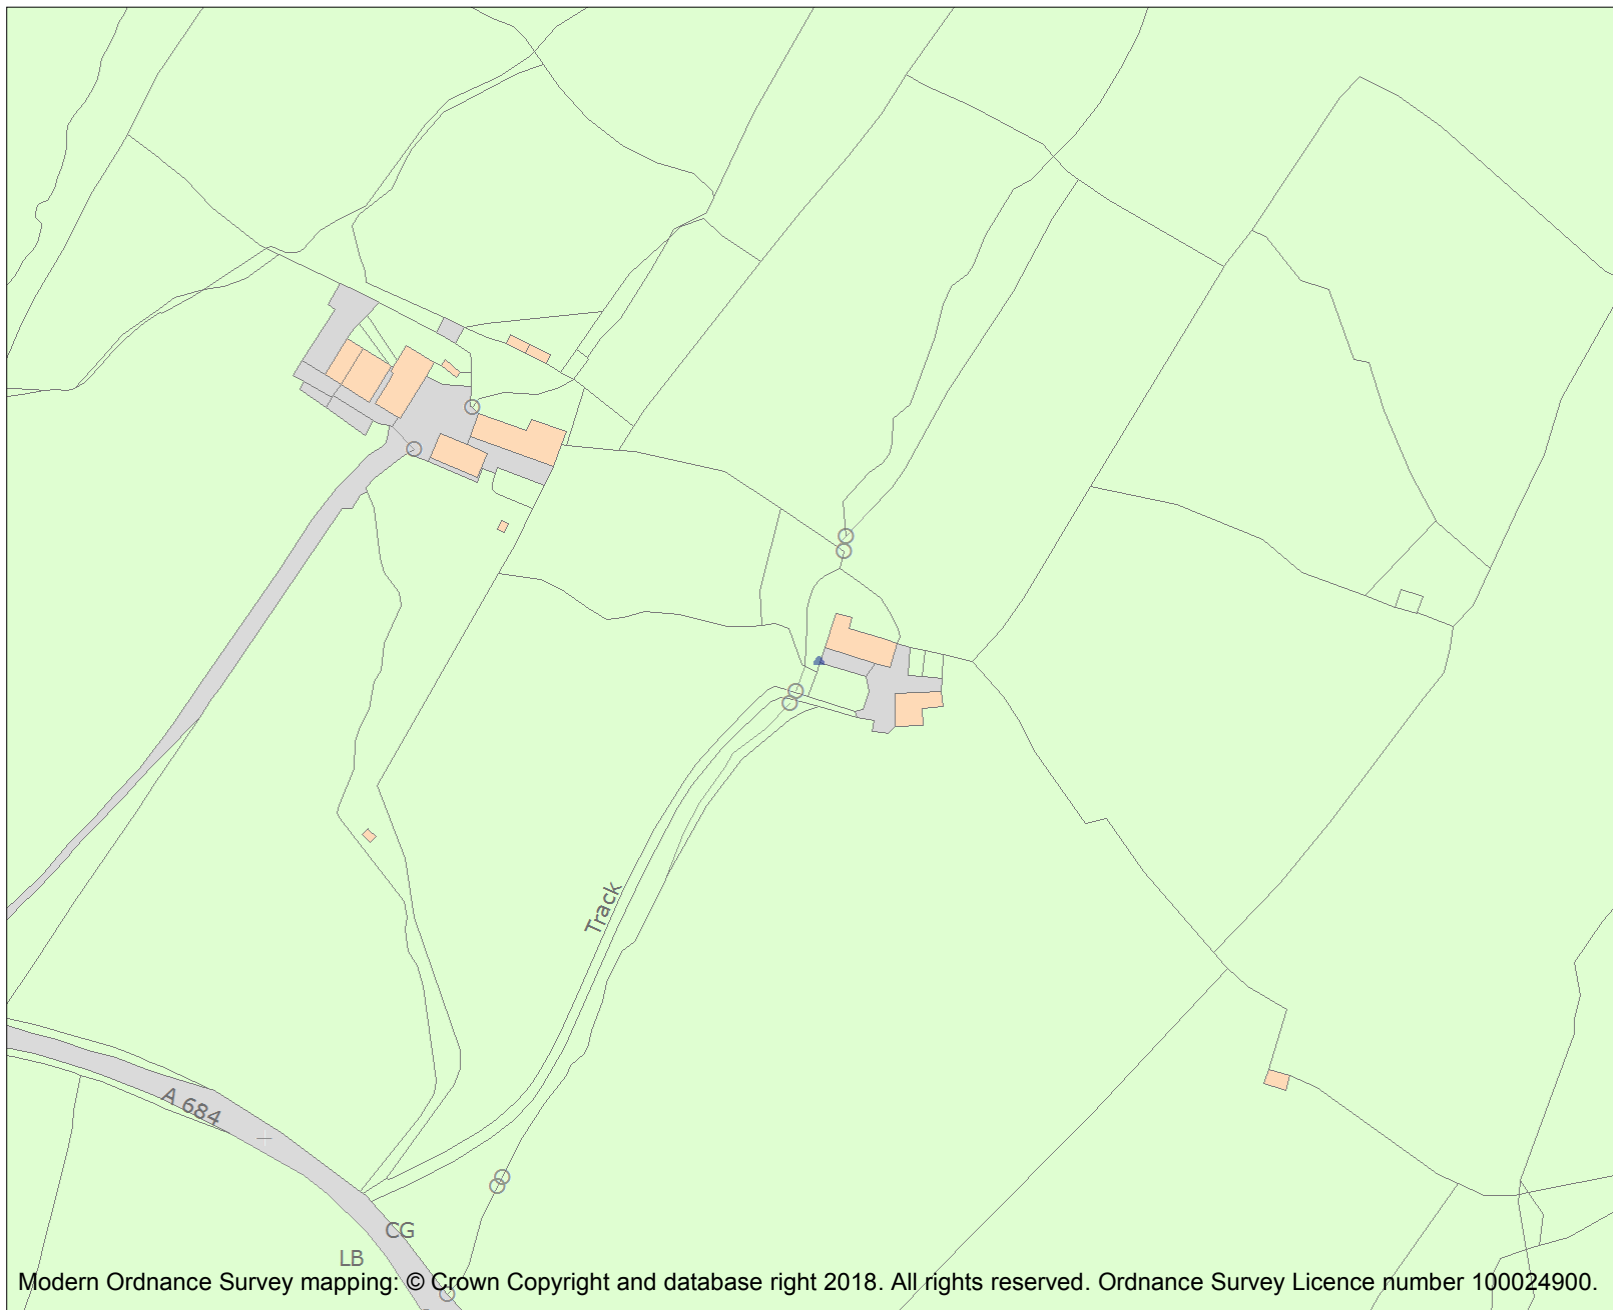 Track
A 684
CG
LB
Modern Ordnance Survey mapping: © Crown Copyright and database right 2018. All rights reserved. Ordnance Survey Licence number 100024900.